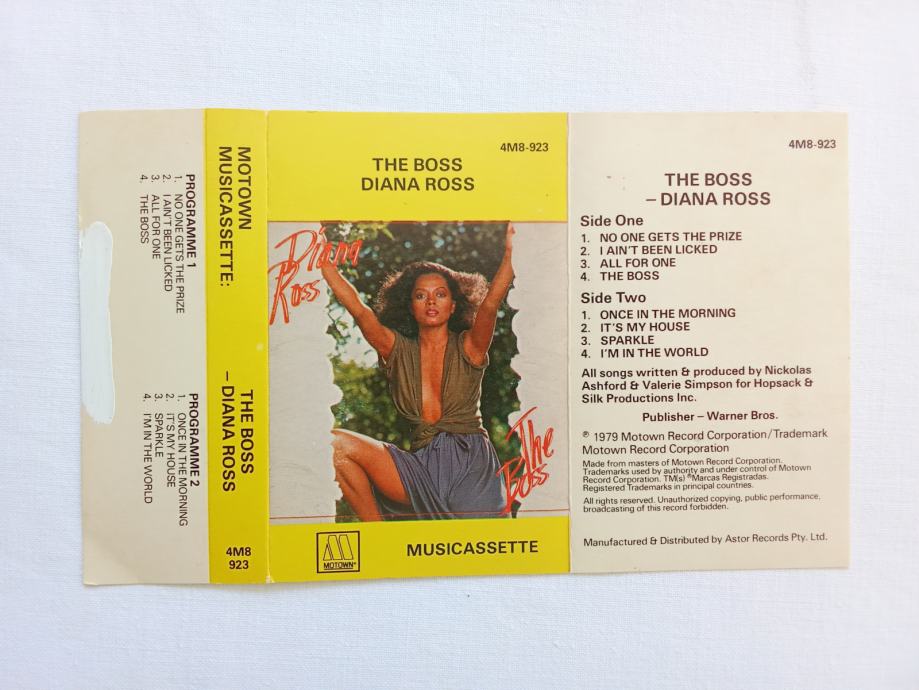 PROGRAMME 1
1. NO ONE GETS THE PRIZE
2. I AIN'T BEEN LICKED
3. ALL FOR ONE
4. THE BOSS
PROGRAMME 2
1. ONCE IN THE MORNING
2. IT'S MY HOUSE
3. SPARKLE
4. I'M IN THE WORLD
MOTOWN
MUSICASSETTE:
THE BOSS
– DIANA ROSS
4M8
923
4M8-923
THE BOSS
DIANA ROSS
Diana
Ross
The
Boss
MOTOWN®
MUSICASSETTE
4M8-923
THE BOSS
– DIANA ROSS
Side One
1. NO ONE GETS THE PRIZE
2. I AIN'T BEEN LICKED
3. ALL FOR ONE
4. THE BOSS
Side Two
1. ONCE IN THE MORNING
2. IT'S MY HOUSE
3. SPARKLE
4. I'M IN THE WORLD
All songs written & produced by Nickolas
Ashford & Valerie Simpson for Hopsack &
Silk Productions Inc.
Publisher – Warner Bros.
℗ 1979 Motown Record Corporation/Trademark
Motown Record Corporation
Made from masters of Motown Record Corporation.
Trademarks used by authority and under control of Motown
Record Corporation. TM(s) ®Marcas Registradas.
Registered Trademarks in principal countries.
All rights reserved. Unauthorized copying, public performance,
broadcasting of this record forbidden.
Manufactured & Distributed by Astor Records Pty. Ltd.